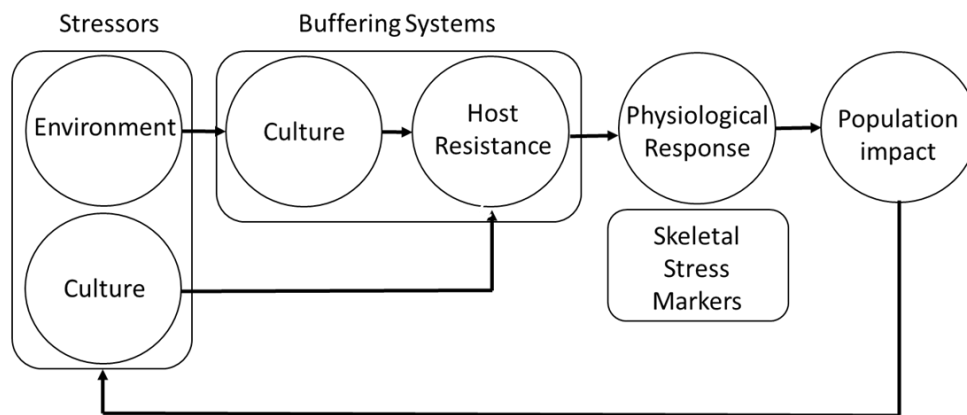 Stressors
Buffering Systems
Environment
Culture
Host
Resistance
Physiological
Response
Population
impact
Culture
Skeletal
Stress
Markers